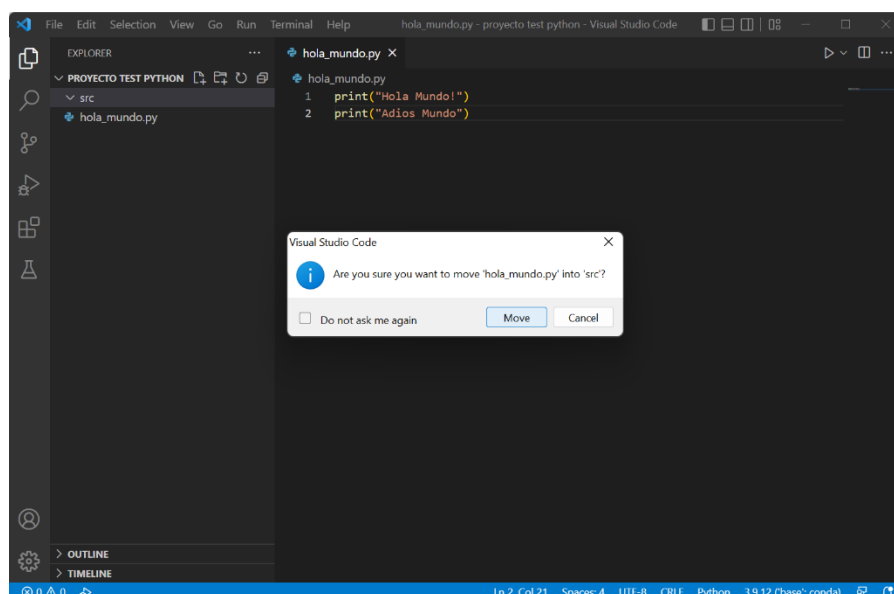 File Edit Selection View Go Run Terminal Help hola_mundo.py - proyecto test python - Visual Studio Code
EXPLORER
PROYECTO TEST PYTHON
src
hola_mundo.py
hola_mundo.py
hola_mundo.py
1 print("Hola Mundo!")
2 print("Adios Mundo")
Visual Studio Code
Are you sure you want to move 'hola_mundo.py' into 'src'?
Do not ask me again
Move Cancel
OUTLINE
TIMELINE
0 0 Ln 2, Col 21 Spaces: 4 UTF-8 CRLF Python 3.9.12 ('base': conda)